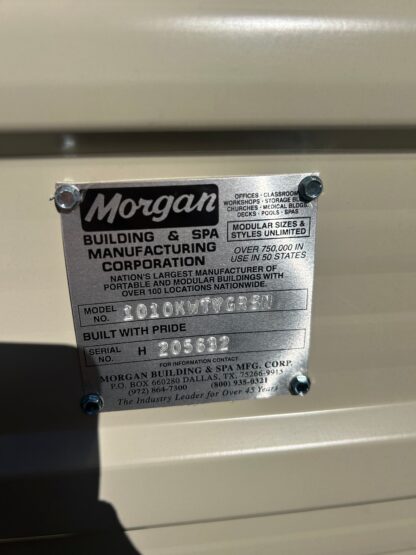 Morgan
BUILDING & SPA
MANUFACTURING
CORPORATION
OFFICES · CLASSROOMS
WORKSHOPS · STORAGE BLDGS.
CHURCHES · MEDICAL BLDGS.
DECKS · POOLS · SPAS
MODULAR SIZES &
STYLES UNLIMITED
OVER 750,000 IN
USE IN 50 STATES
NATION'S LARGEST MANUFACTURER OF
PORTABLE AND MODULAR BUILDINGS WITH
OVER 100 LOCATIONS NATIONWIDE.
MODEL
NO.
BUILT WITH PRIDE
SERIAL
NO.
H 205632
FOR INFORMATION CONTACT
MORGAN BUILDING & SPA MFG. CORP.
P.O. BOX 660280 DALLAS, TX. 75266-9915
(972) 864-7300 (800) 935-0321
The Industry Leader for Over 45 Years